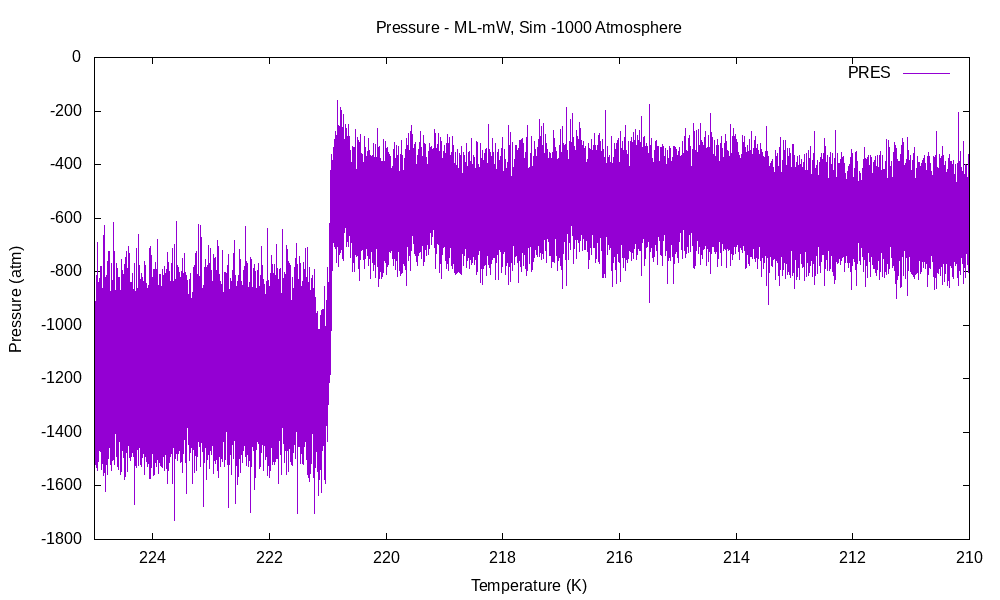 Pressure - ML-mW, Sim -1000 Atmosphere
PRES
0
-200
-400
-600
-800
-1000
-1200
-1400
-1600
-1800
Pressure (atm)
224 222 220 218 216 214 212 210
Temperature (K)